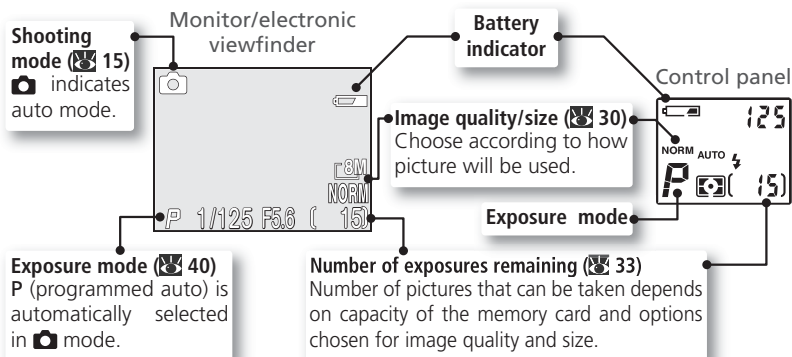 Monitor/electronic
viewfinder
Control panel
Shooting
mode ( 15)
indicates
auto mode.
Battery
indicator
Image quality/size ( 30)
Choose according to how
picture will be used.
8M
NORM
P 1/125 F5.6 ( 15)
125
NORM AUTO
P ( 15)
Exposure mode
Exposure mode ( 40)
P (programmed auto) is
automatically selected
in mode.
Number of exposures remaining ( 33)
Number of pictures that can be taken depends
on capacity of the memory card and options
chosen for image quality and size.